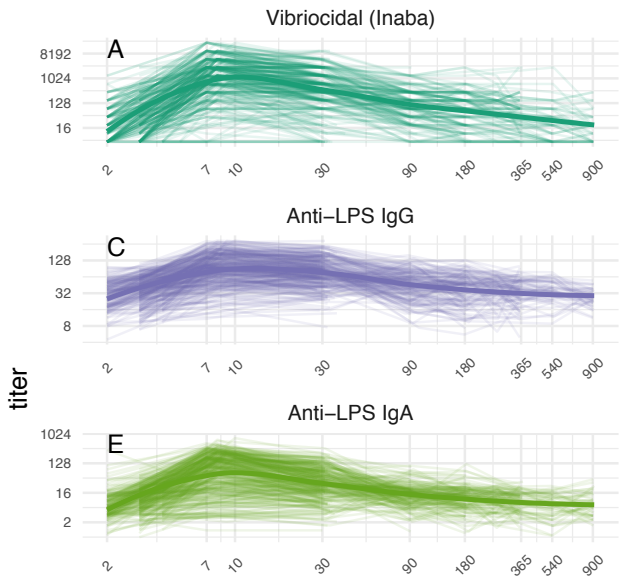 Vibriocidal (Inaba)
A
8192
1024
128
16
2 7 10 30 90 180 365 540 900
Anti−LPS IgG
C
128
32
8
2 7 10 30 90 180 365 540 900
titer
Anti−LPS IgA
E
1024
128
16
2
2 7 10 30 90 180 365 540 900